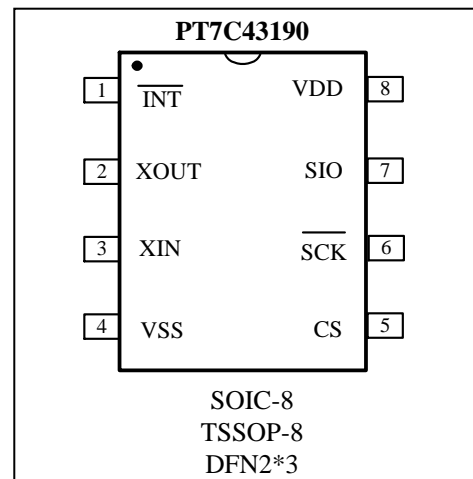 PT7C43190
1 INT VDD 8
2 XOUT SIO 7
3 XIN SCK 6
4 VSS CS 5
SOIC-8
TSSOP-8
DFN2*3